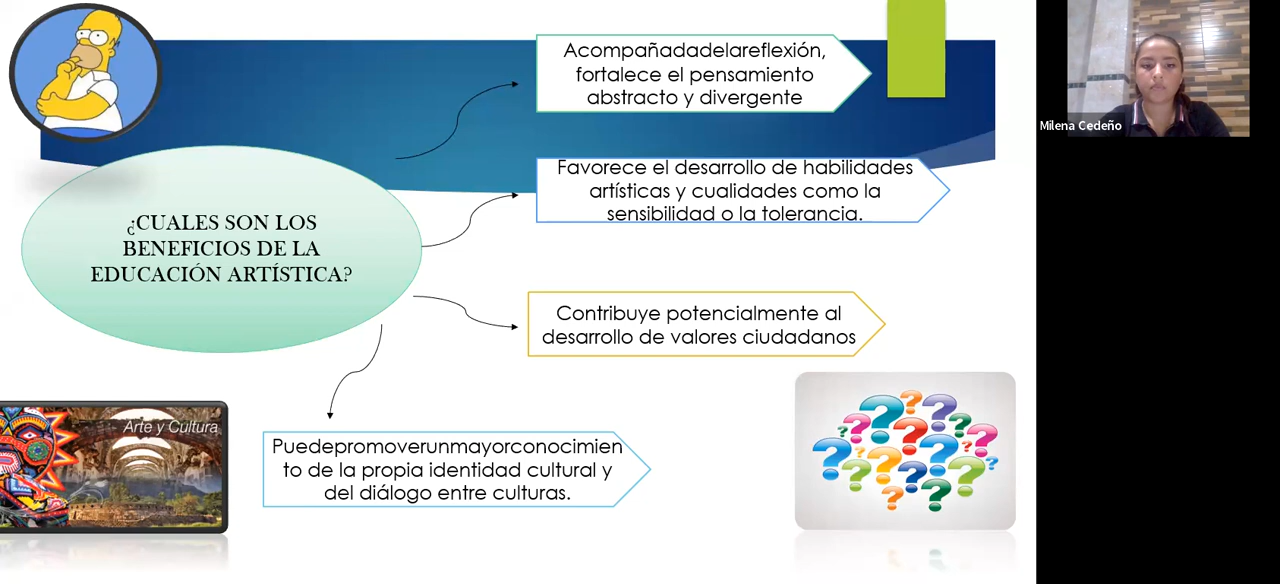 Acompañadadelareflexión,
fortalece el pensamiento
abstracto y divergente
Milena Cedeño
Favorece el desarrollo de habilidades
artísticas y cualidades como la
sensibilidad o la tolerancia.
¿CUALES SON LOS
BENEFICIOS DE LA
EDUCACIÓN ARTÍSTICA?
Contribuye potencialmente al
desarrollo de valores ciudadanos
Arte y Cultura
Puedepromoverunmayorconocimien
to de la propia identidad cultural y
del diálogo entre culturas.